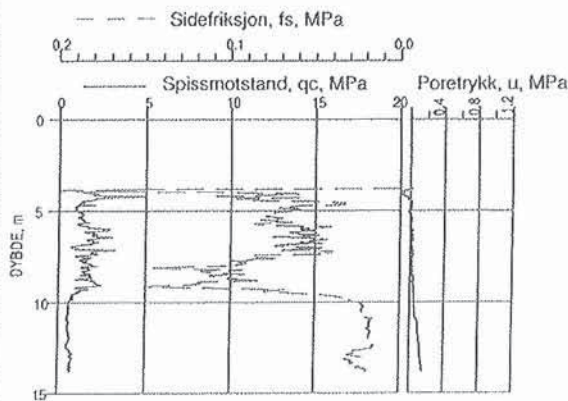 Sidefriksjon, fs, MPa
0,2 0,1 0,0
Spissmotstand, qc, MPa Poretrykk, u, MPa
0 5 10 15 20 0,4 0,8 1,2
DYBDE, m
0
5
10
15